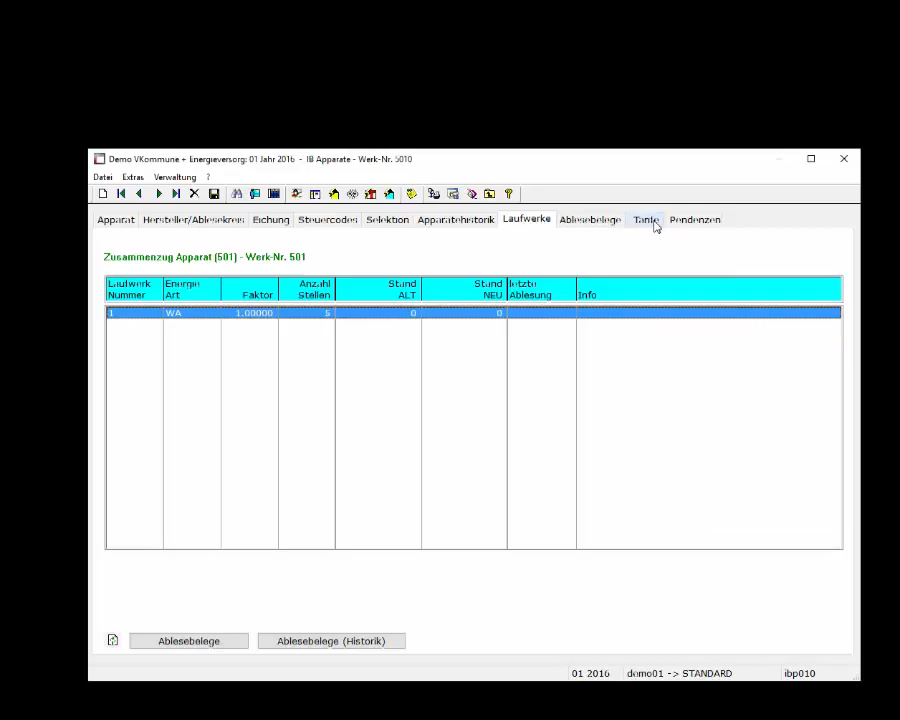 Demo VKommune + Energieversorg: 01 Jahr 2016 - IB Apparate - Werk-Nr. 5010
Datei Extras Verwaltung ?
Apparat Hersteller/Ablesekreis Eichung Steuercodes Selektion Apparatehistorik Laufwerke Ablesebelege Tarife Pendenzen
Zusammenzug Apparat (501) - Werk-Nr. 501
Laufwerk Energie Anzahl Stand Stand letzte
Nummer Art Faktor Stellen ALT NEU Ablesung Info
1 WA 1,00000 5 0 0
Ablesebelege Ablesebelege (Historik)
01 2016 demo01 -> STANDARD ibp010